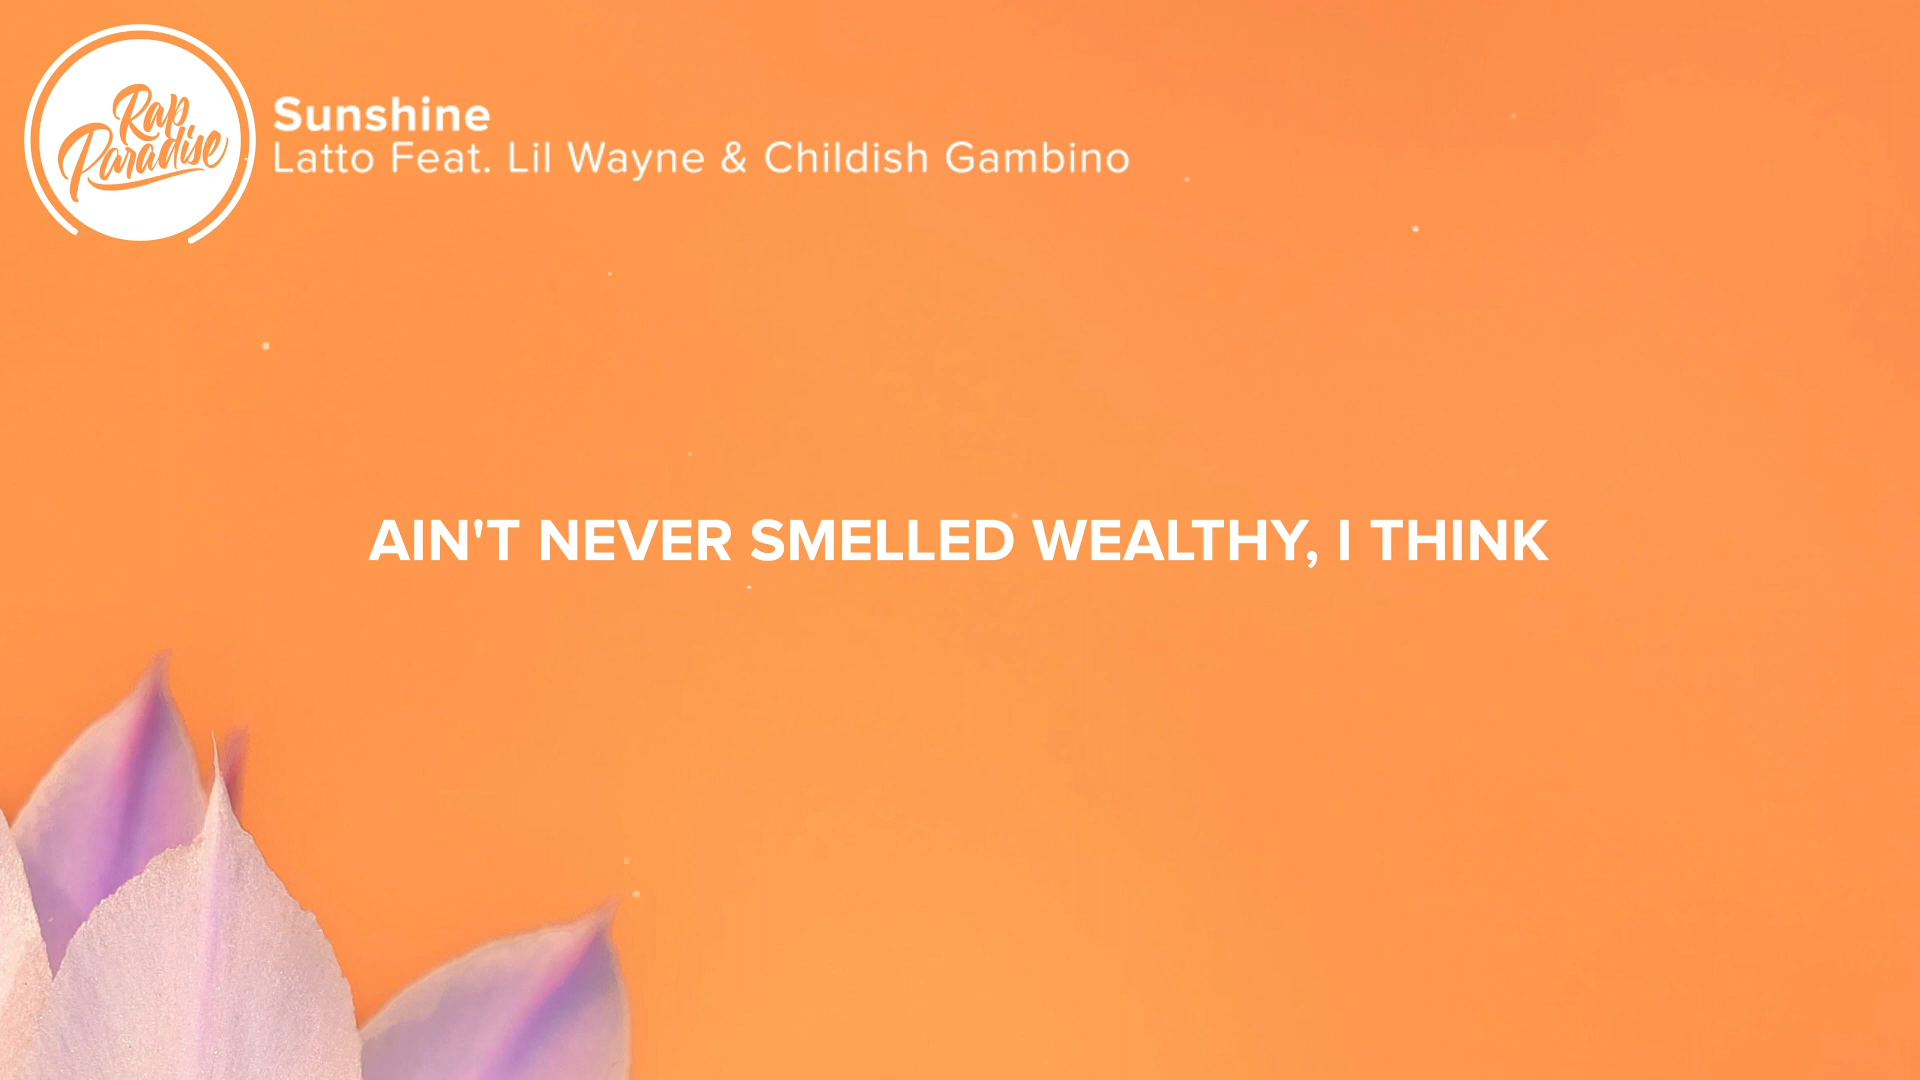 Rap
Paradise
Sunshine
Latto Feat. Lil Wayne & Childish Gambino
AIN'T NEVER SMELLED WEALTHY, I THINK